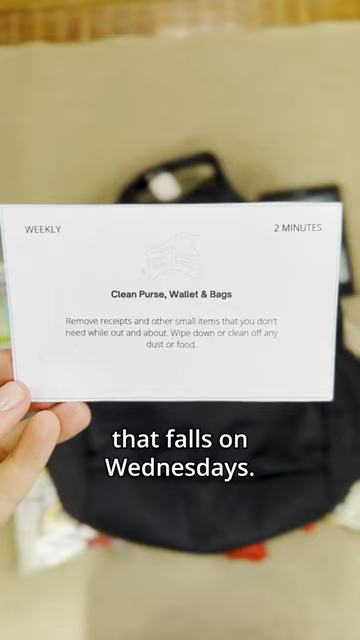 WEEKLY
2 MINUTES
Clean Purse, Wallet & Bags
Remove receipts and other small items that you don't
need while out and about. Wipe down or clean off any
dust or food.
that falls on
Wednesdays.